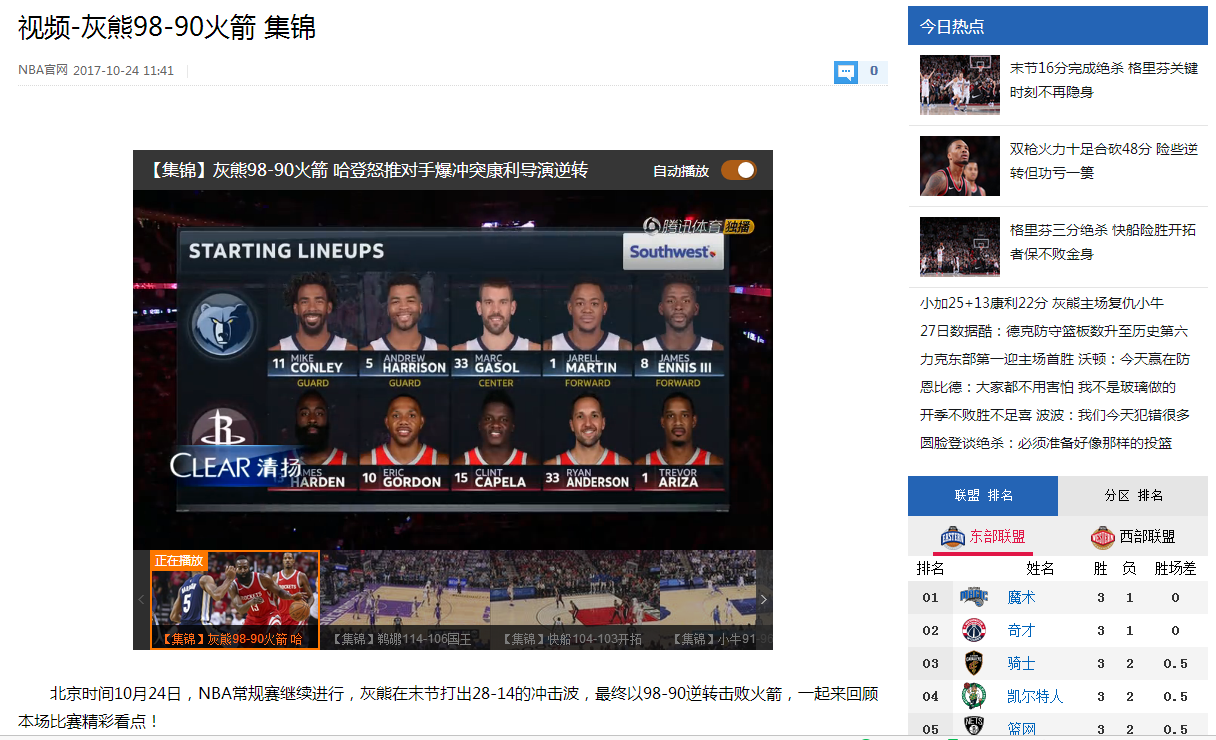 视频-灰熊98-90火箭 集锦
NBA官网 2017-10-24 11:41
0
【集锦】灰熊98-90火箭 哈登怒推对手爆冲突康利导演逆转
自动播放
腾讯体育 独播
STARTING LINEUPS
Southwest
11 MIKE CONLEY
GUARD
5 ANDREW HARRISON
GUARD
33 MARC GASOL
CENTER
1 JARELL MARTIN
FORWARD
8 JAMES ENNIS III
FORWARD
R
CLEAR 清扬
HARDEN
10 ERIC GORDON
15 CLINT CAPELA
33 RYAN ANDERSON
1 TREVOR ARIZA
正在播放
【集锦】灰熊98-90火箭 哈
【集锦】鹈鹕114-106国王
【集锦】快船104-103开拓
【集锦】小牛91-96
北京时间10月24日，NBA常规赛继续进行，灰熊在末节打出28-14的冲击波，最终以98-90逆转击败火箭，一起来回顾
本场比赛精彩看点！
今日热点
末节16分完成绝杀 格里芬关键
时刻不再隐身
双枪火力十足合砍48分 险些逆
转但功亏一篑
格里芬三分绝杀 快船险胜开拓
者保不败金身
小加25+13康利22分 灰熊主场复仇小牛
27日数据酷：德克防守篮板数升至历史第六
力克东部第一迎主场首胜 沃顿：今天赢在防
恩比德：大家都不用害怕 我不是玻璃做的
开季不败胜不足喜 波波：我们今天犯错很多
圆脸登谈绝杀：必须准备好像那样的投篮
联盟 排名
分区 排名
东部联盟
西部联盟
排名 姓名 胜 负 胜场差
01 魔术 3 1 0
02 奇才 3 1 0
03 骑士 3 2 0.5
04 凯尔特人 3 2 0.5
05 篮网 3 2 0.5